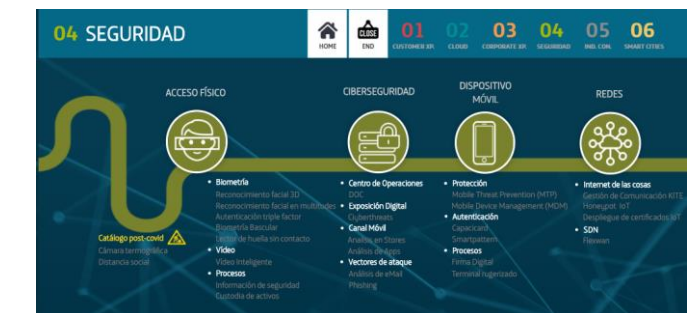 04 SEGURIDAD
HOME
CLOSE
END
01
CUSTOMER XP.
02
CLOUD
03
CORPORATE XP.
04
SEGURIDAD
05
IND. CON.
06
SMART CITIES
ACCESO FÍSICO
• Biometría
Reconocimiento facial 3D
Reconocimiento facial en multitudes
Autenticación triple factor
Biometría Bascular
Lector de huella sin contacto
• Vídeo
Vídeo Inteligente
• Procesos
Información de seguridad
Custodia de activos
Catálogo post-covid
Cámara termográfica
Distancia social
CIBERSEGURIDAD
• Centro de Operaciones
DOC
• Exposición Digital
Cyberthreats
• Canal Móvil
Analisis en Stores
Análisis de Apps
• Vectores de ataque
Análisis de eMail
Phishing
DISPOSITIVO
MÓVIL
• Protección
Mobile Threat Prevention (MTP)
Mobile Device Management (MDM)
• Autenticación
Capacicard
Smartpattern
• Procesos
Firma Digital
Terminal rugerizado
REDES
• Internet de las cosas
Gestión de Comunicación KITE
Honeypot IoT
Despliegue de certificados IoT
• SDN
Flexwan